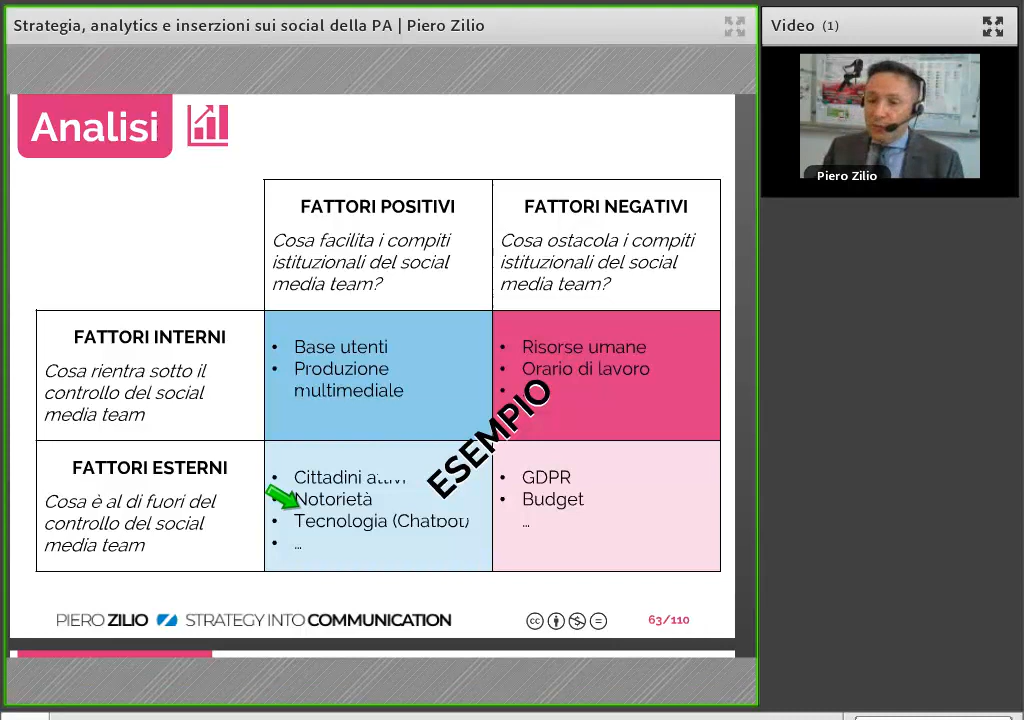 Strategia, analytics e inserzioni sui social della PA | Piero Zilio
Video (1)
Piero Zilio
Analisi
FATTORI POSITIVI
Cosa facilita i compiti
istituzionali del social
media team?
FATTORI NEGATIVI
Cosa ostacola i compiti
istituzionali del social
media team?
FATTORI INTERNI
Cosa rientra sotto il
controllo del social
media team
• Base utenti
• Produzione
multimediale
• Risorse umane
• Orario di lavoro
•
ESEMPIO
FATTORI ESTERNI
Cosa è al di fuori del
controllo del social
media team
• Cittadini attivi
• Notorietà
• Tecnologia (Chatbot)
• ...
• GDPR
• Budget
...
PIERO ZILIO STRATEGY INTO COMMUNICATION
cc
63/110